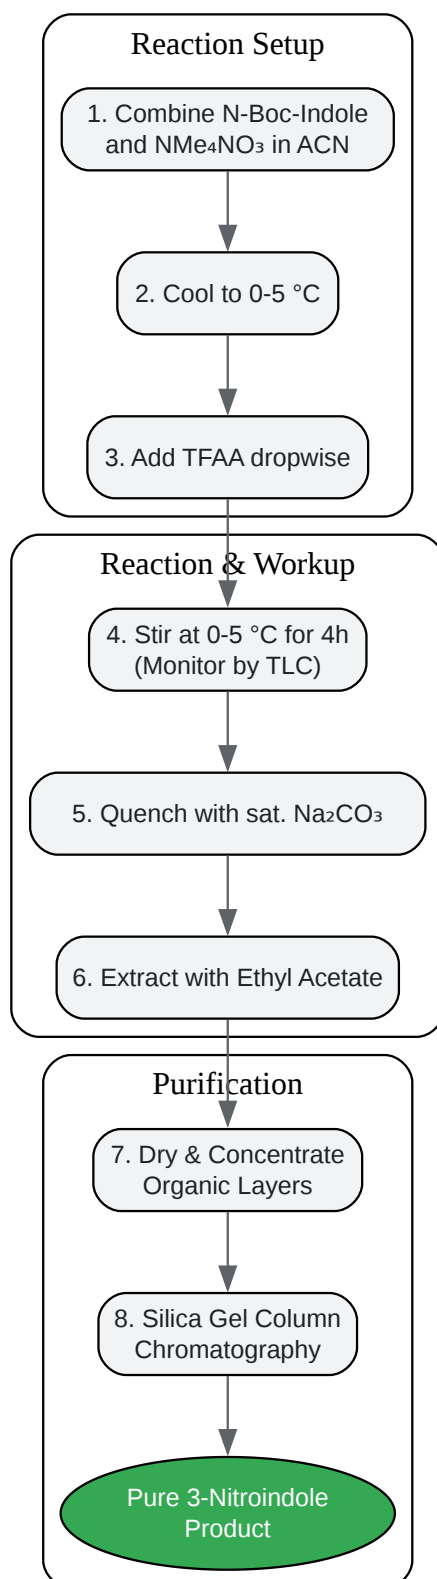 Reaction Setup
1. Combine N-Boc-Indole
and NMe₄NO₃ in ACN
2. Cool to 0-5 °C
3. Add TFAA dropwise
Reaction & Workup
4. Stir at 0-5 °C for 4h
(Monitor by TLC)
5. Quench with sat. Na₂CO₃
6. Extract with Ethyl Acetate
Purification
7. Dry & Concentrate
Organic Layers
8. Silica Gel Column
Chromatography
Pure 3-Nitroindole
Product